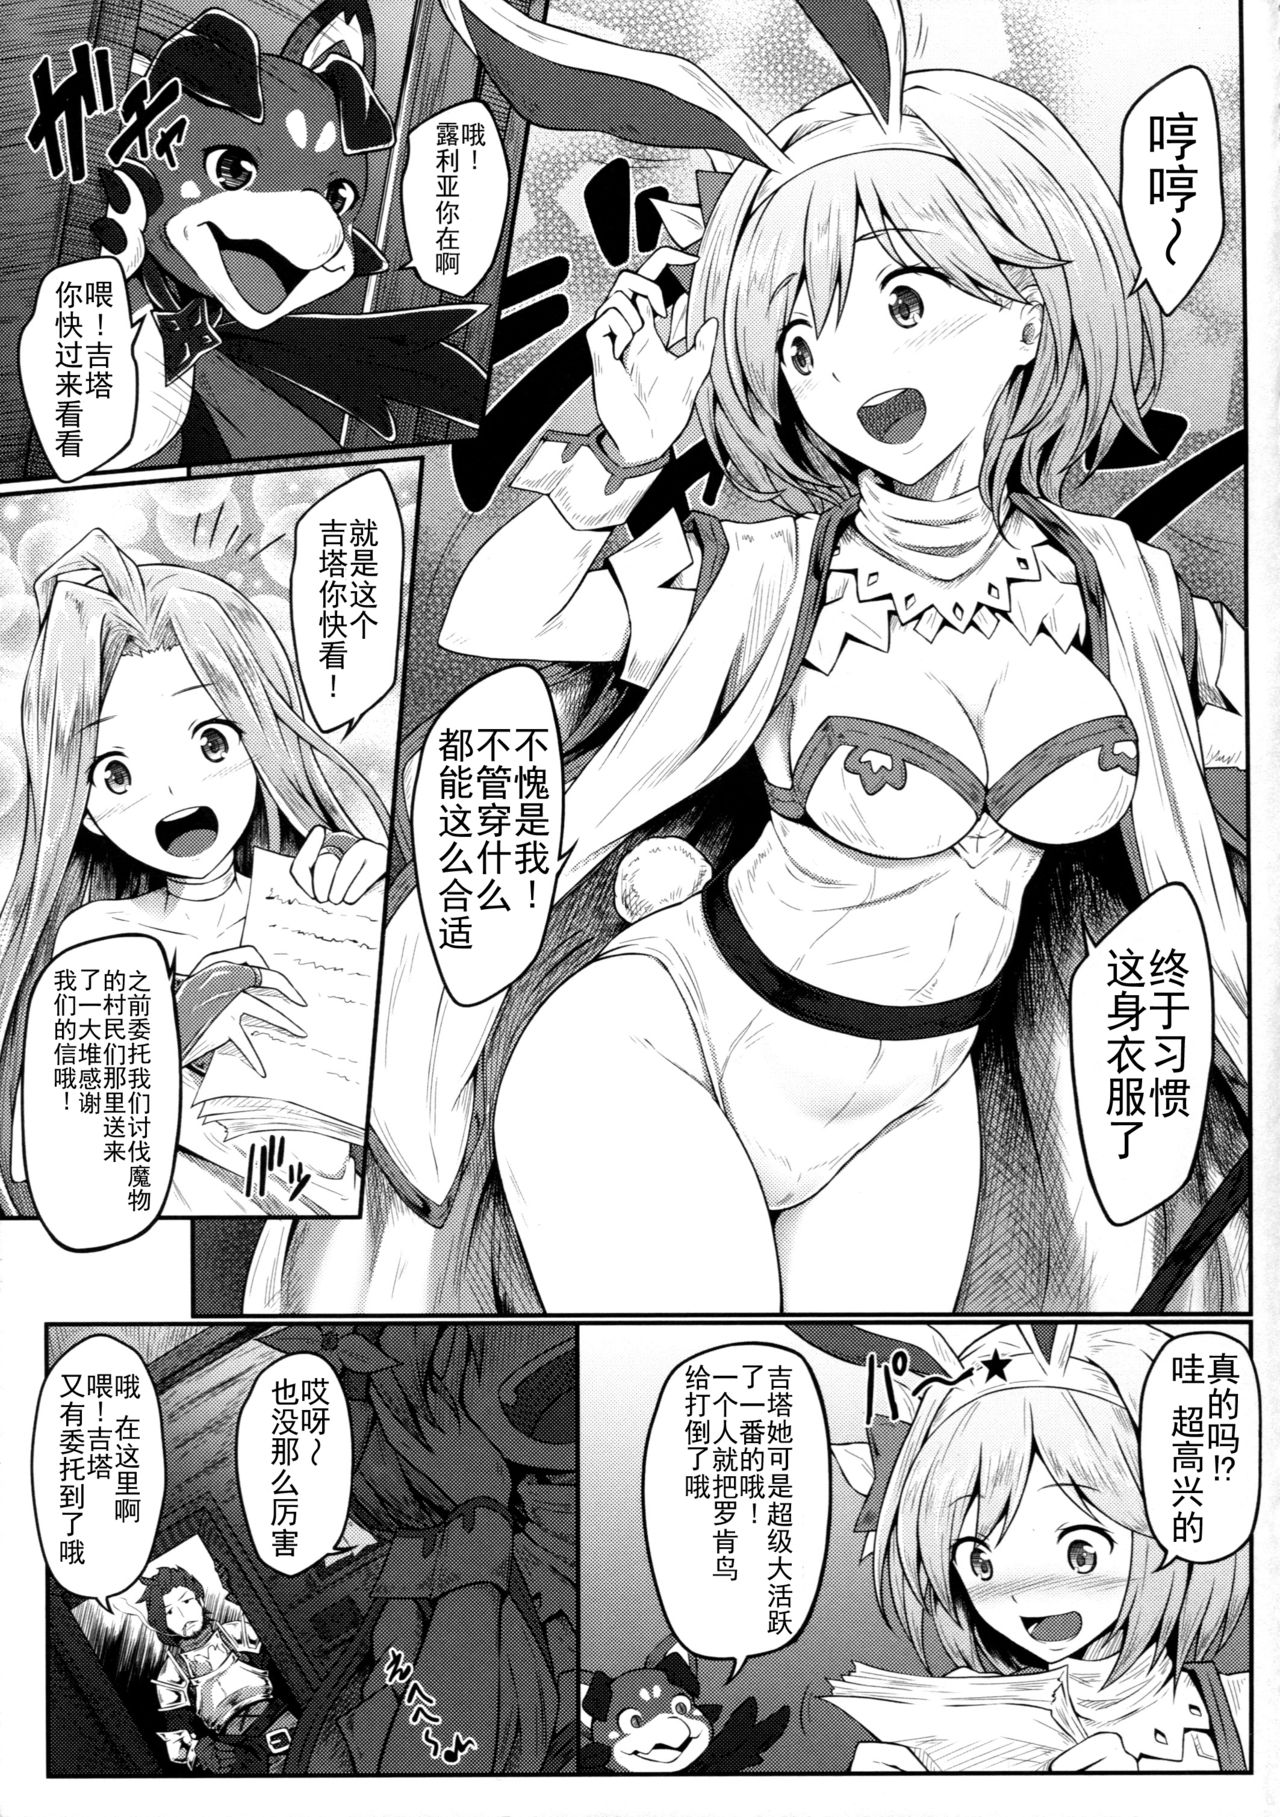 哼哼～
终于习惯
这身衣服了
不愧是我！
不管穿什么
都能这么合适
哦！
露利亚你在啊
喂！吉塔
你快过来看看
ガチャ
就是这个
吉塔你快看！
之前委托我们讨伐魔物
的村民们那里送来
了一大堆感谢
我们的信哦！
真的吗!?
哇 超高兴的
パ～
吉塔她可是超级大活跃
了一番的哦！
一个人就把罗肯鸟
给打倒了哦
哎呀～
也没那么厉害
えへへ～
哦 在这里啊
喂！吉塔
又有委托到了哦